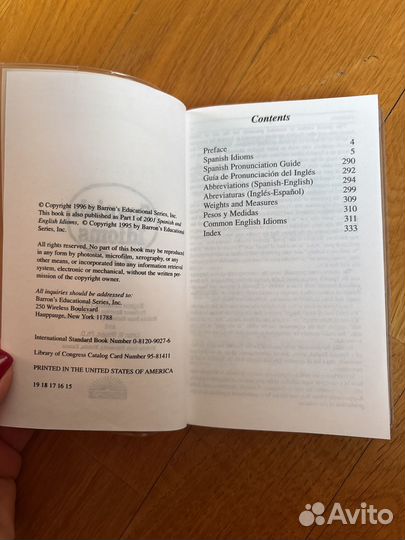 © Copyright 1996 by Barron's Educational Series, Inc.
This book is also published as Part I of 2001 Spanish and
English Idioms, © Copyright 1995 by Barron's Educational
Series, Inc.
All rights reserved. No part of this book may be reproduced
in any form by photostat, microfilm, xerography, or any
other means, or incorporated into any information retrieval
system, electronic or mechanical, without the written per-
mission of the copyright owner.
All inquiries should be addressed to:
Barron's Educational Series, Inc.
250 Wireless Boulevard
Hauppauge, New York 11788
International Standard Book Number 0-8120-9027-6
Library of Congress Catalog Card Number 95-81411
PRINTED IN THE UNITED STATES OF AMERICA
19 18 17 16 15
Contents
Preface 4
Spanish Idioms 5
Spanish Pronunciation Guide 290
Guía de Pronunciación del Inglés 292
Abbreviations (Spanish-English) 294
Abreviaturas (Inglés-Español) 299
Weights and Measures 309
Pesos y Medidas 310
Common English Idioms 311
Index 333
Avito